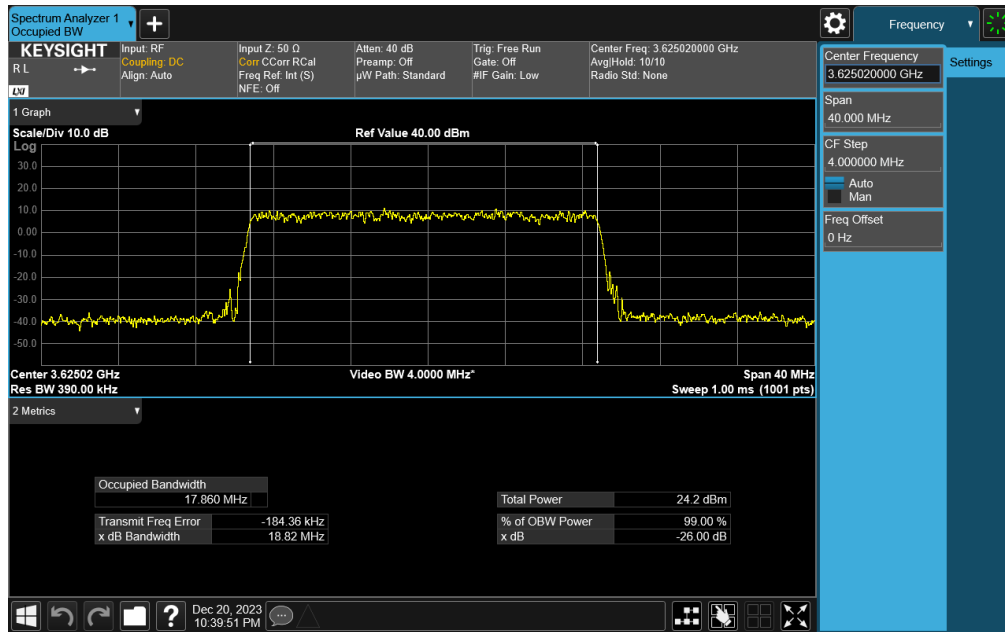 Spectrum Analyzer 1
Occupied BW
Frequency
KEYSIGHT
R L
LXI
Input: RF
Coupling: DC
Align: Auto
Input Z: 50 Ω
Corr CCorr RCal
Freq Ref: Int (S)
NFE: Off
Atten: 40 dB
Preamp: Off
µW Path: Standard
Trig: Free Run
Gate: Off
#IF Gain: Low
Center Freq: 3.625020000 GHz
Avg|Hold: 10/10
Radio Std: None
1 Graph
Scale/Div 10.0 dB
Ref Value 40.00 dBm
Log
30.0
20.0
10.0
0.00
-10.0
-20.0
-30.0
-40.0
-50.0
Center 3.62502 GHz
Video BW 4.0000 MHz*
Span 40 MHz
Res BW 390.00 kHz
Sweep 1.00 ms (1001 pts)
2 Metrics
Occupied Bandwidth
17.860 MHz
Transmit Freq Error -184.36 kHz
x dB Bandwidth 18.82 MHz
Total Power 24.2 dBm
% of OBW Power 99.00 %
x dB -26.00 dB
Center Frequency
3.625020000 GHz
Span
40.000 MHz
CF Step
4.000000 MHz
Auto
Man
Freq Offset
0 Hz
Settings
?
Dec 20, 2023
10:39:51 PM